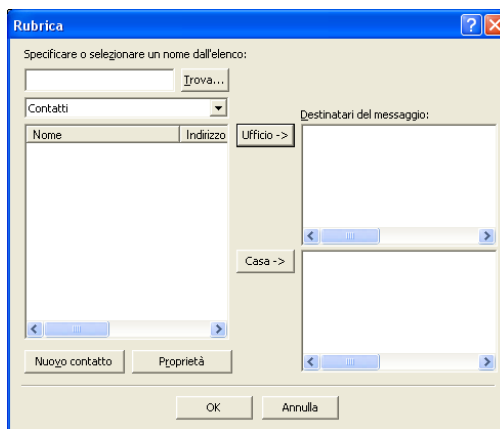 Rubrica
Specificare o selezionare un nome dall'elenco:
Trova...
Contatti
Destinatari del messaggio:
Nome Indirizzo
Ufficio ->
Casa ->
Nuovo contatto Proprietà
OK Annulla